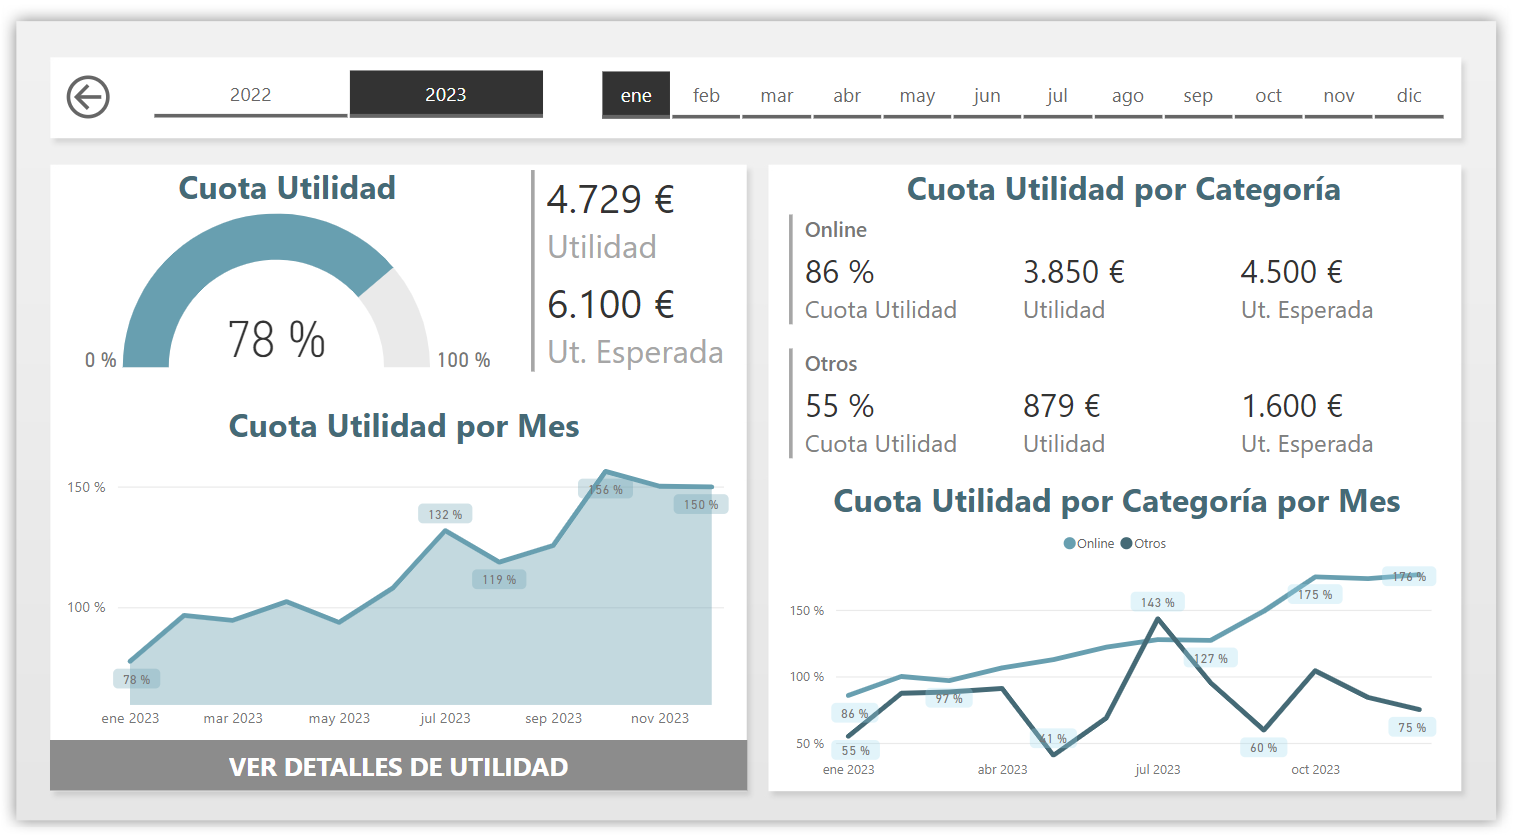 2022 2023 ene feb mar abr may jun jul ago sep oct nov dic
Cuota Utilidad
78 %
0 % 100 %
4.729 €
Utilidad
6.100 €
Ut. Esperada
Cuota Utilidad por Mes
150 %
100 %
78 %
132 %
119 %
156 %
150 %
ene 2023 mar 2023 may 2023 jul 2023 sep 2023 nov 2023
VER DETALLES DE UTILIDAD
Cuota Utilidad por Categoría
Online
86 % 3.850 € 4.500 €
Cuota Utilidad Utilidad Ut. Esperada
Otros
55 % 879 € 1.600 €
Cuota Utilidad Utilidad Ut. Esperada
Cuota Utilidad por Categoría por Mes
Online Otros
150 %
100 %
50 %
86 %
55 %
97 %
41 %
143 %
127 %
60 %
175 %
176 %
75 %
ene 2023 abr 2023 jul 2023 oct 2023